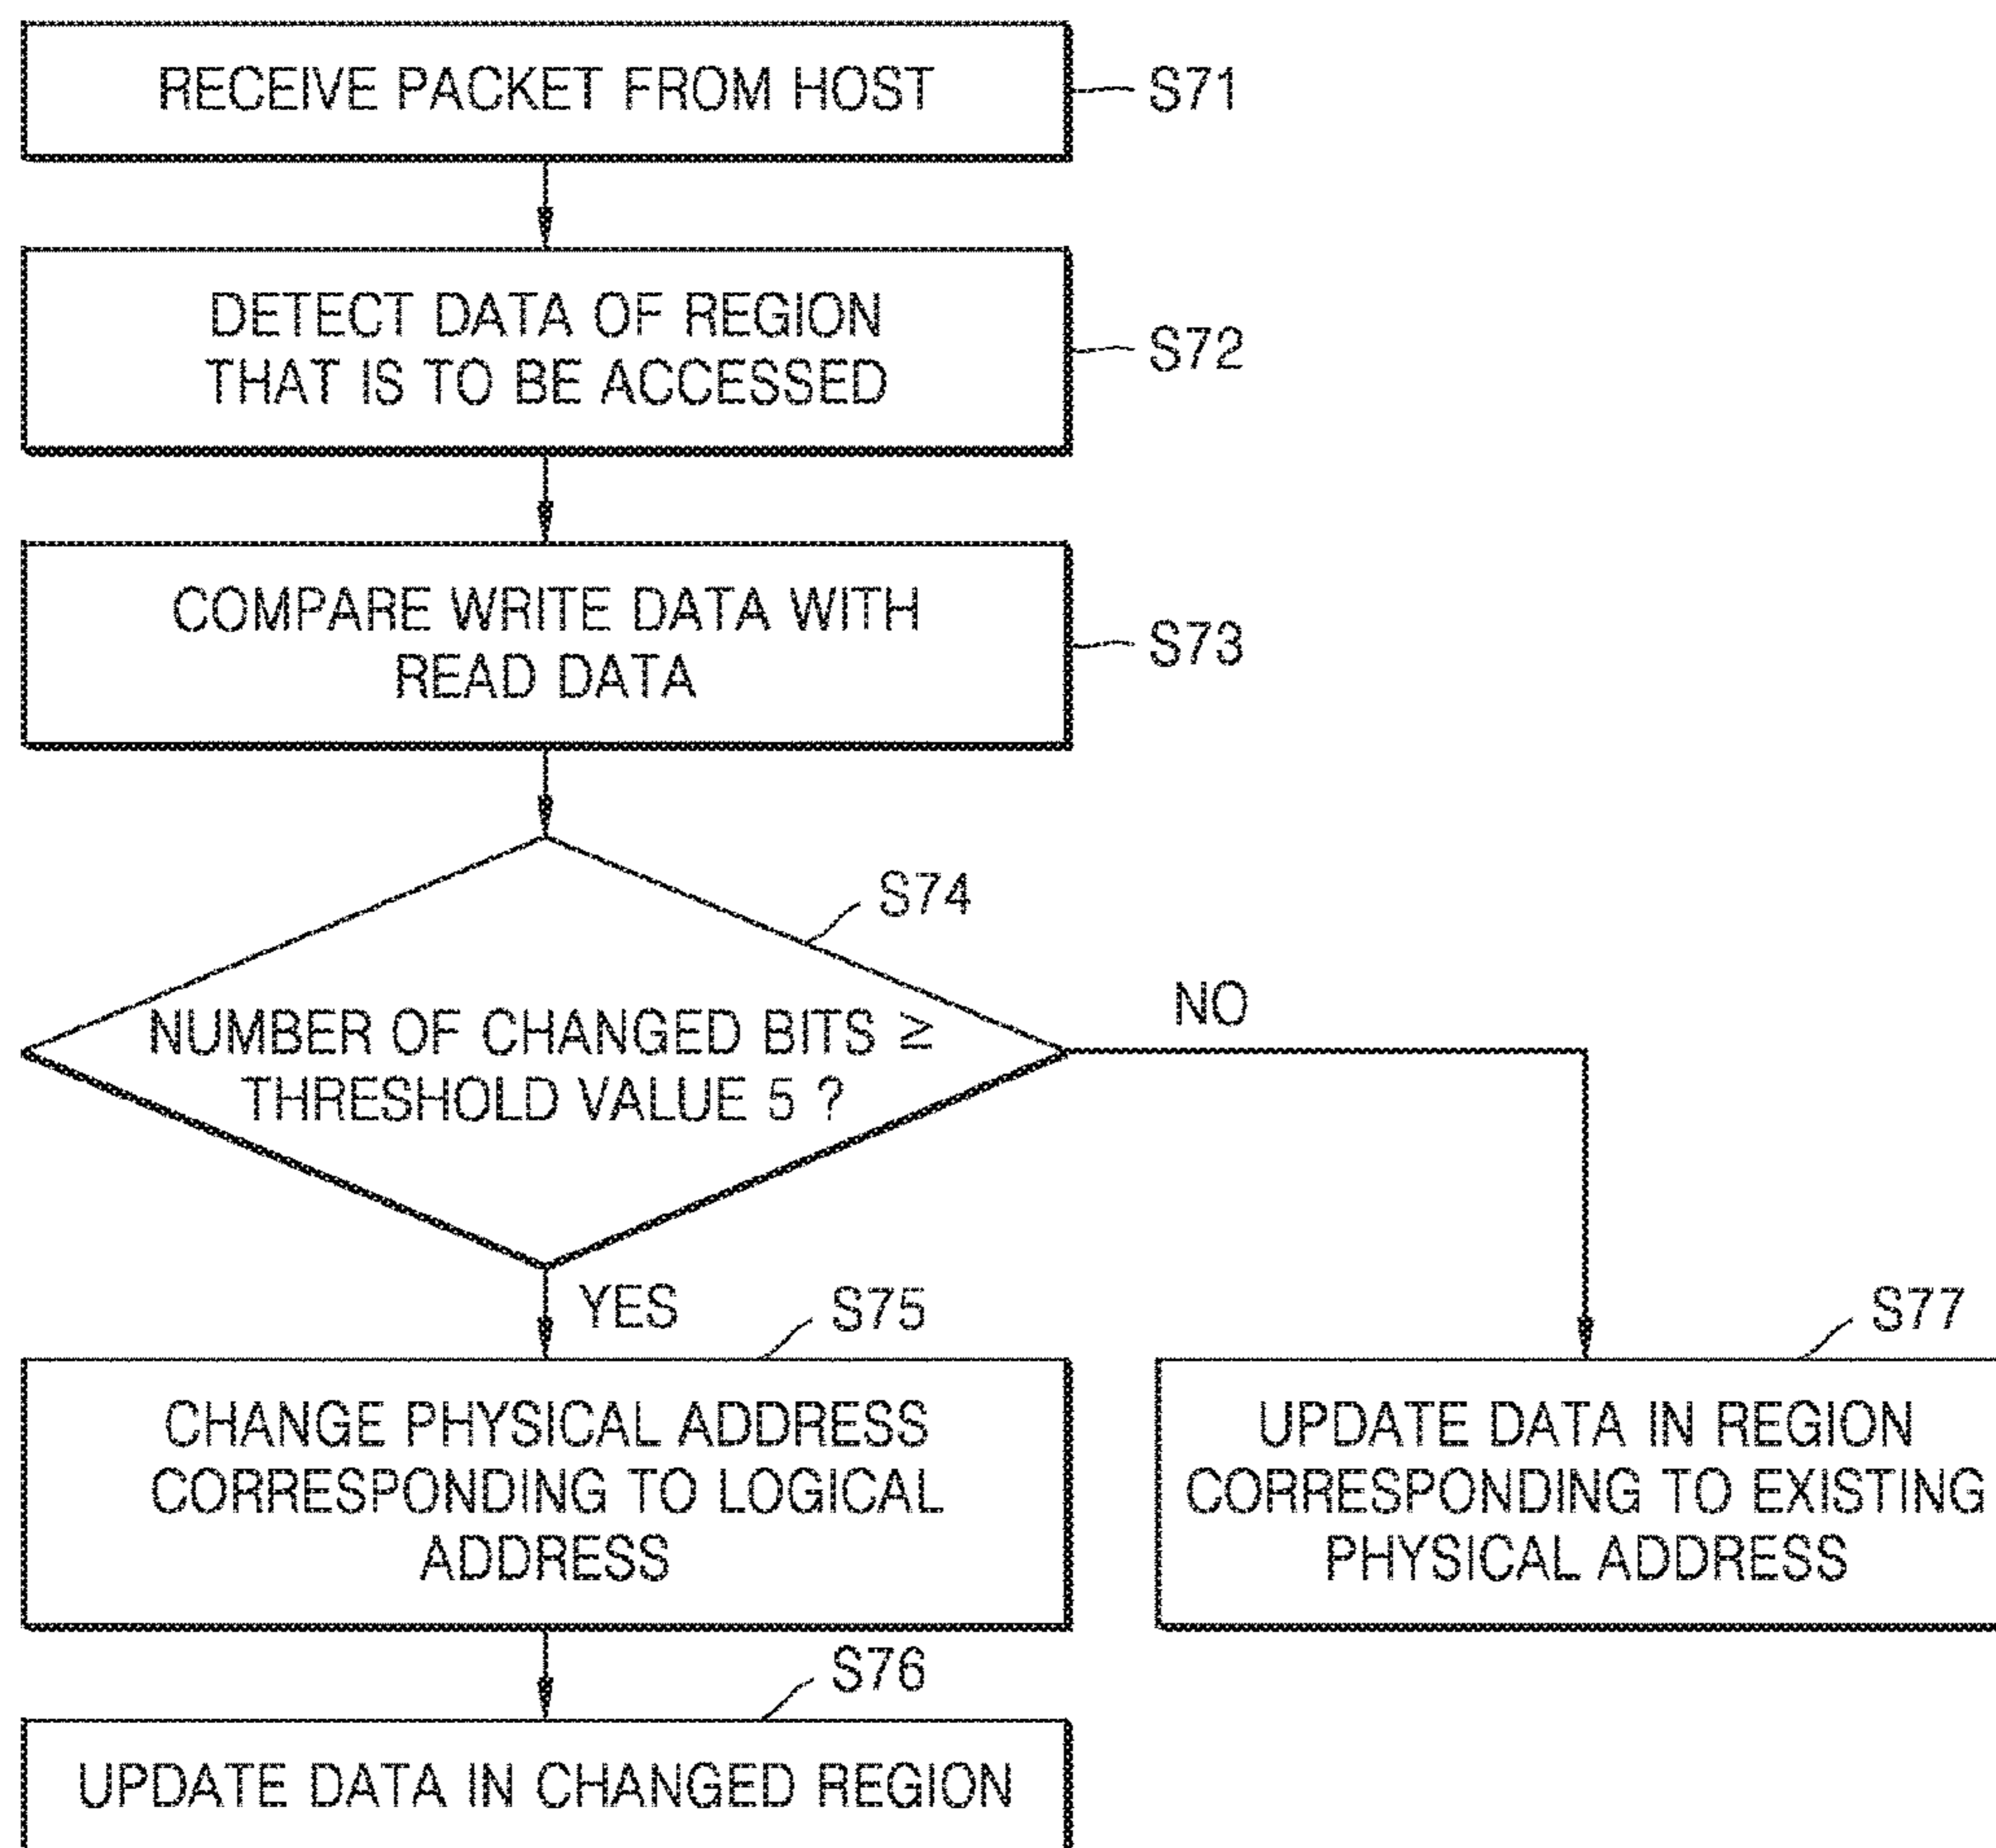 RECEIVE PACKET FROM HOST
S71
DETECT DATA OF REGION
THAT IS TO BE ACCESSED
S72
COMPARE WRITE DATA WITH
READ DATA
S73
S74
NUMBER OF CHANGED BITS ≥
THRESHOLD VALUE 5 ?
NO
YES
S75
CHANGE PHYSICAL ADDRESS
CORRESPONDING TO LOGICAL
ADDRESS
S77
UPDATE DATA IN REGION
CORRESPONDING TO EXISTING
PHYSICAL ADDRESS
S76
UPDATE DATA IN CHANGED REGION